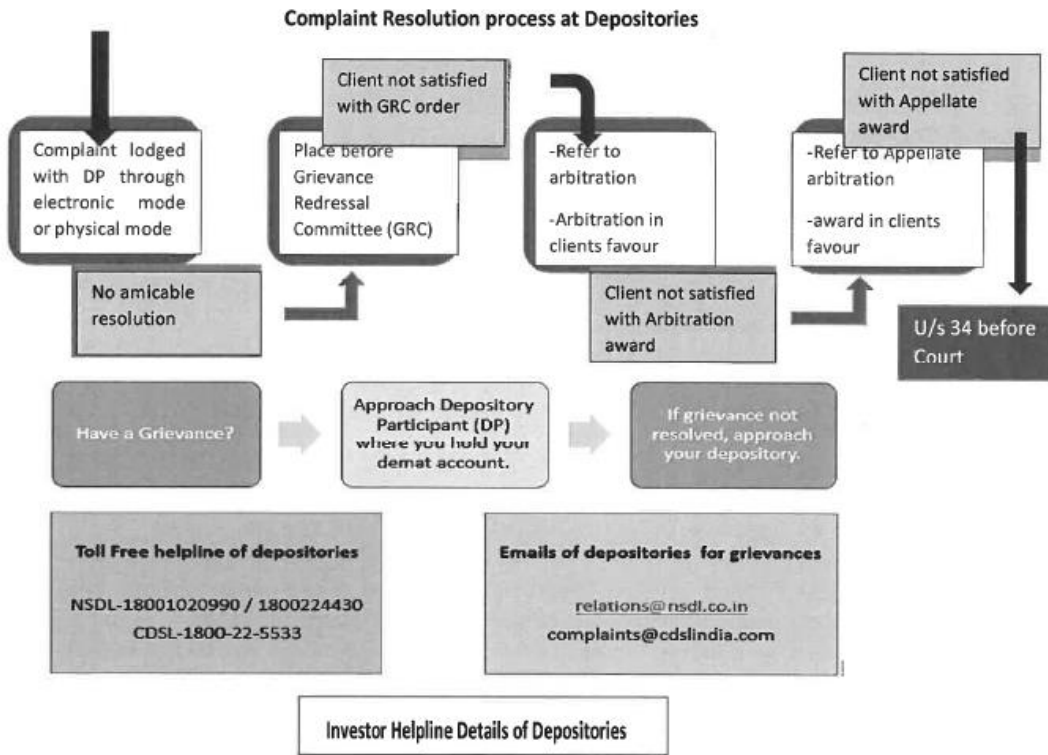 Complaint Resolution process at Depositories
Complaint lodged
with DP through
electronic mode
or physical mode
No amicable
resolution
Place before
Grievance
Redressal
Committee (GRC)
Client not satisfied
with GRC order
-Refer to
arbitration
-Arbitration in
clients favour
Client not satisfied
with Arbitration
award
-Refer to Appellate
arbitration
-award in clients
favour
Client not satisfied
with Appellate
award
U/s 34 before
Court
Have a Grievance?
Approach Depository
Participant (DP)
where you hold your
demat account.
If grievance not
resolved, approach
your depository.
Toll Free helpline of depositories
NSDL-18001020990 / 1800224430
CDSL-1800-22-5533
Emails of depositories for grievances
relations@nsdl.co.in
complaints@cdslindia.com
Investor Helpline Details of Depositories